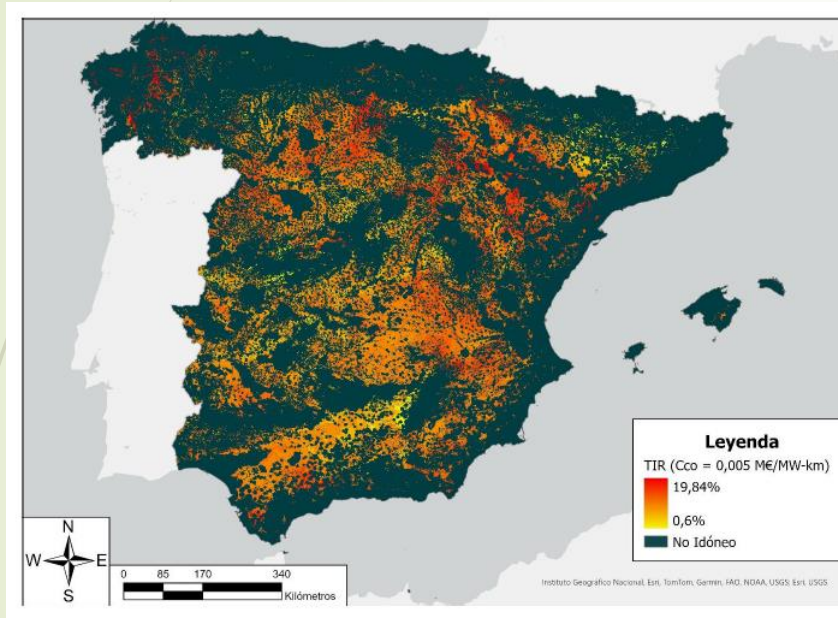 Leyenda
TIR (Cco = 0,005 M€/MW-km)
19,84%
0,6%
No Idóneo
N
W
E
S
0 85 170 340
Kilómetros
Instituto Geográfico Nacional, Esri, TomTom, Garmin, FAO, NOAA, USGS; Esri, USGS